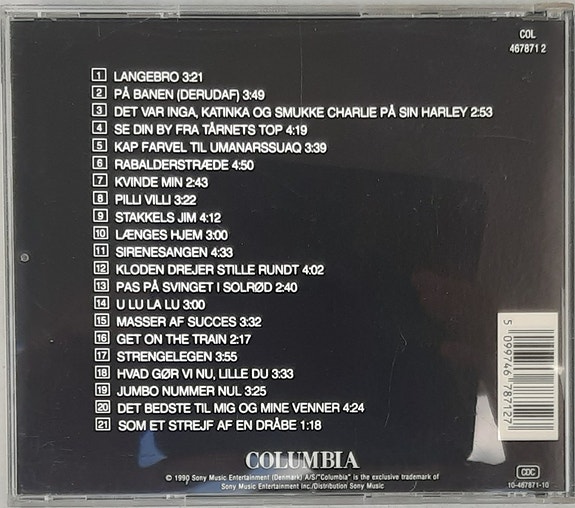 COL
467871 2
1 LANGEBRO 3:21
2 PÅ BANEN (DERUDAF) 3:49
3 DET VAR INGA, KATINKA OG SMUKKE CHARLIE PÅ SIN HARLEY 2:53
4 SE DIN BY FRA TÅRNETS TOP 4:19
5 KAP FARVEL TIL UMANARSSUAQ 3:39
6 RABALDERSTRÆDE 4:50
7 KVINDE MIN 2:43
8 PILLI VILLI 3:22
9 STAKKELS JIM 4:12
10 LÆNGES HJEM 3:00
11 SIRENESANGEN 4:33
12 KLODEN DREJER STILLE RUNDT 4:02
13 PAS PÅ SVINGET I SOLRØD 2:40
14 U LU LA LU 3:00
15 MASSER AF SUCCES 3:32
16 GET ON THE TRAIN 2:17
17 STRENGELEGEN 3:55
18 HVAD GØR VI NU, LILLE DU 3:33
19 JUMBO NUMMER NUL 3:25
20 DET BEDSTE TIL MIG OG MINE VENNER 4:24
21 SOM ET STREJF AF EN DRÅBE 1:18
5 099746 787127
COLUMBIA
© 1990 Sony Music Entertainment (Denmark) A/S/"Columbia" is the exclusive trademark of
Sony Music Entertainment Inc./Distribution Sony Music
CDC
10-467871-10